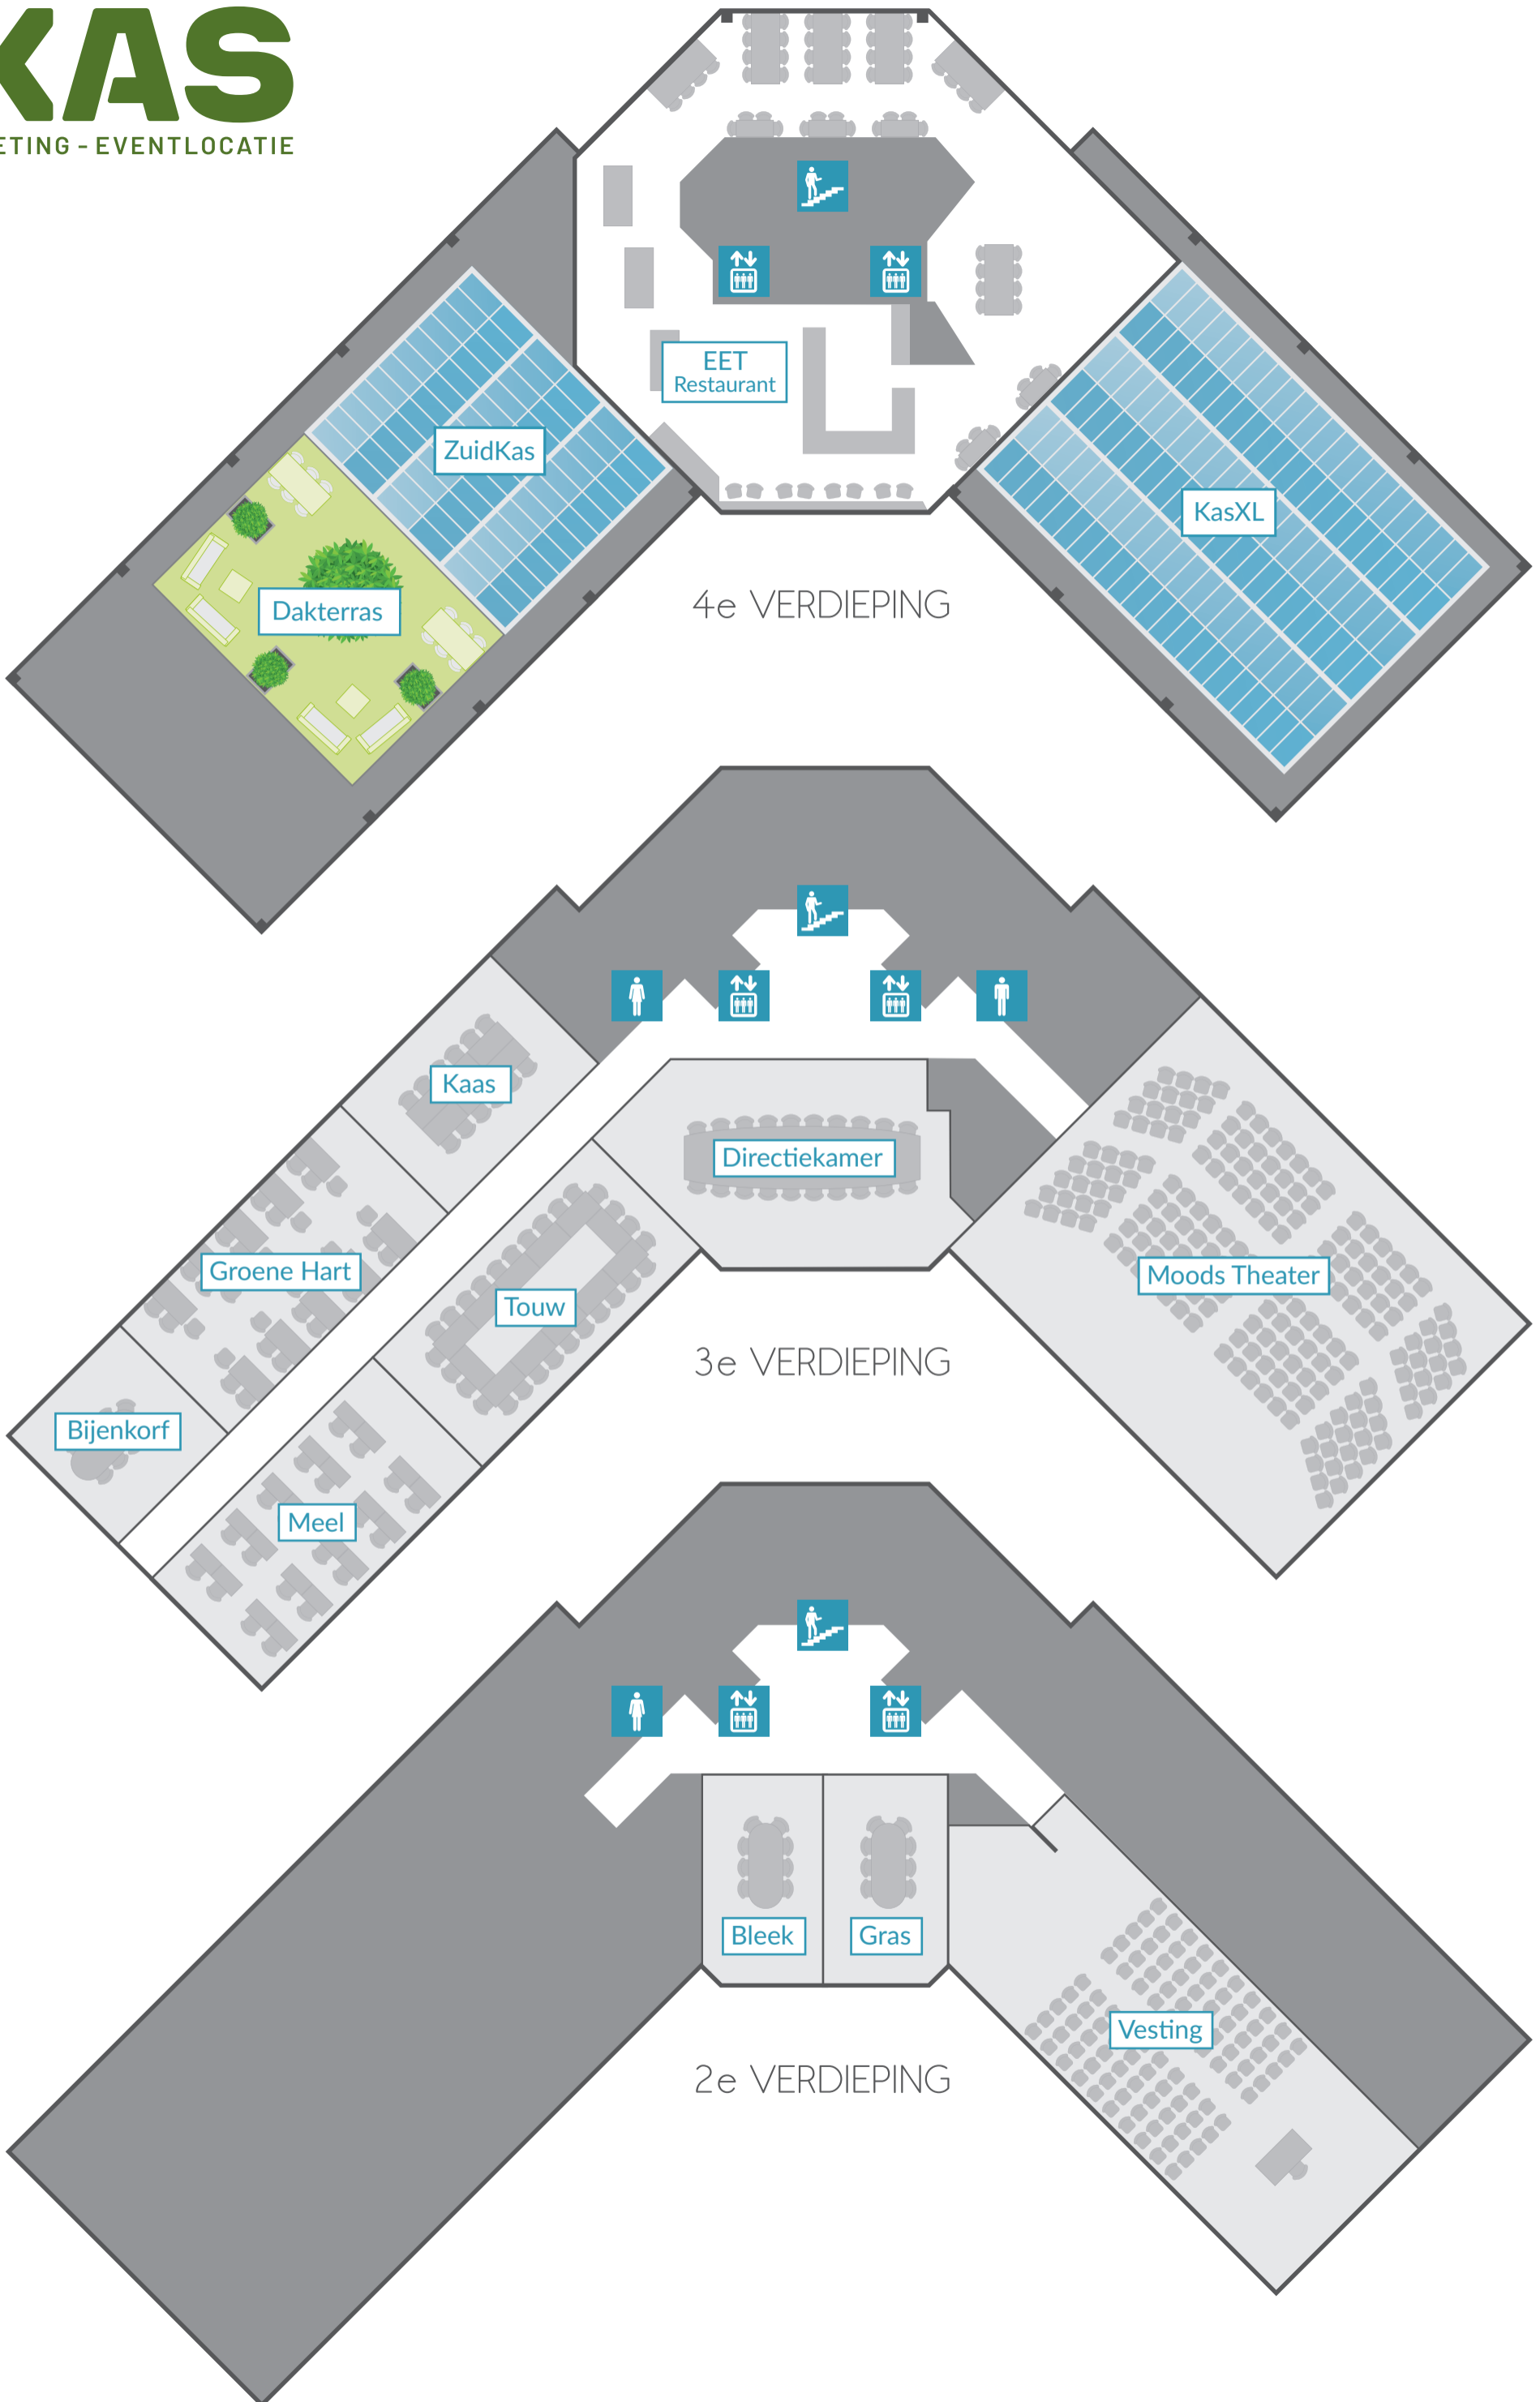 KAS
ETING - EVENTLOCATIE
EET
Restaurant
ZuidKas
KasXL
Dakterras
4e VERDIEPING
Kaas
Directiekamer
Groene Hart
Moods Theater
Touw
3e VERDIEPING
Bijenkorf
Meel
Bleek
Gras
Vesting
2e VERDIEPING